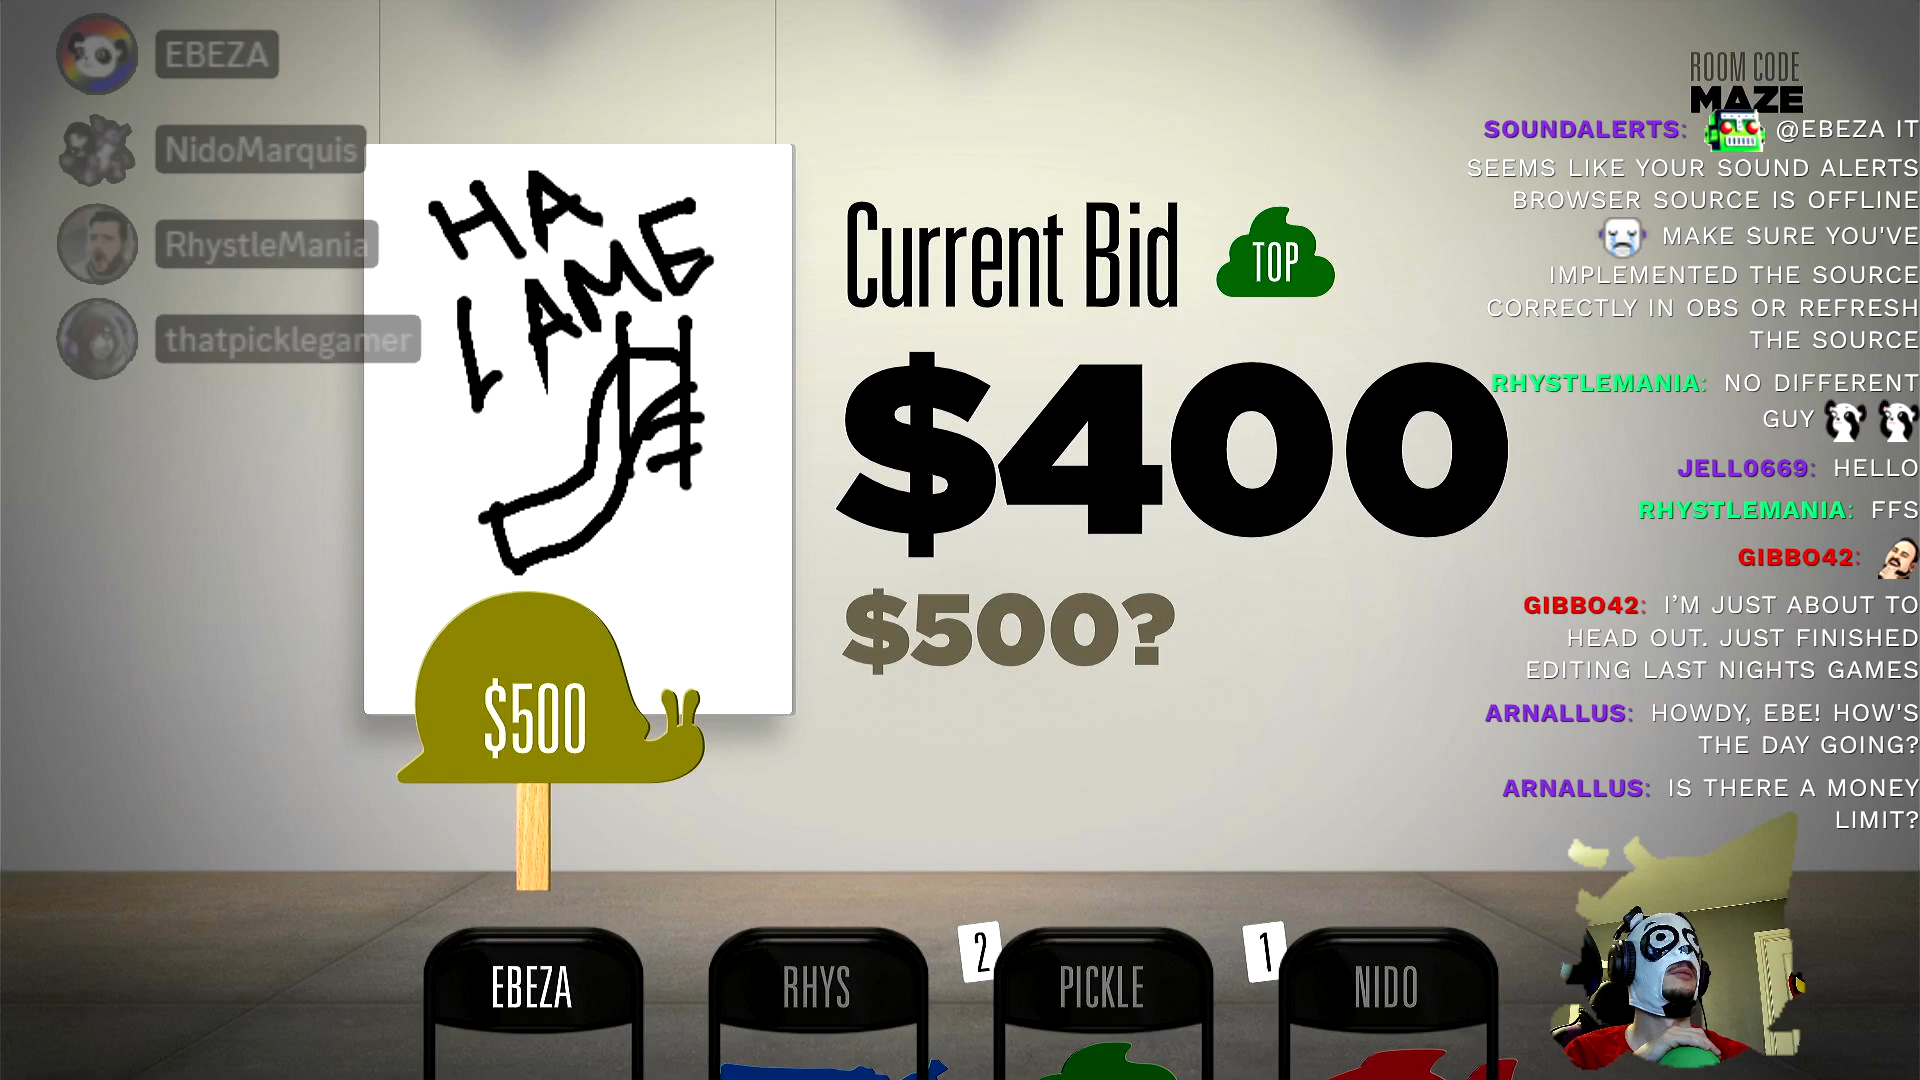 EBEZA
NidoMarquis
RhystleMania
thatpicklegamer
HA
LAME
Current Bid
TOP
$400
$500?
$500
EBEZA
RHYS
2
PICKLE
1
NIDO
ROOM CODE
MAZE
SOUNDALERTS: @EBEZA IT
SEEMS LIKE YOUR SOUND ALERTS
BROWSER SOURCE IS OFFLINE
MAKE SURE YOU'VE
IMPLEMENTED THE SOURCE
CORRECTLY IN OBS OR REFRESH
THE SOURCE
RHYSTLEMANIA: NO DIFFERENT
GUY
JELL0669: HELLO
RHYSTLEMANIA: FFS
GIBBO42:
GIBBO42: I’M JUST ABOUT TO
HEAD OUT. JUST FINISHED
EDITING LAST NIGHTS GAMES
ARNALLUS: HOWDY, EBE! HOW'S
THE DAY GOING?
ARNALLUS: IS THERE A MONEY
LIMIT?